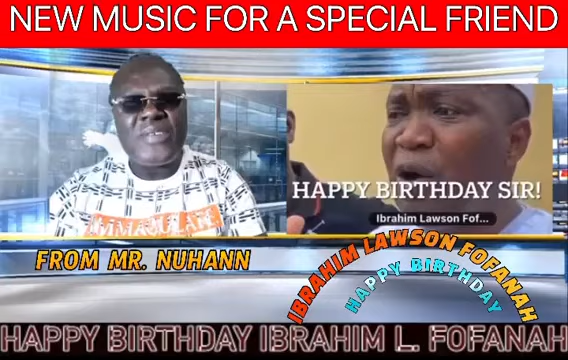 NEW MUSIC FOR A SPECIAL FRIEND
HAPPY BIRTHDAY SIR!
Ibrahim Lawson Fof...
FROM MR. NUHANN
IBRAHIM LAWSON FOFANAH
HAPPY BIRTHDAY
HAPPY BIRTHDAY IBRAHIM L. FOFANAH